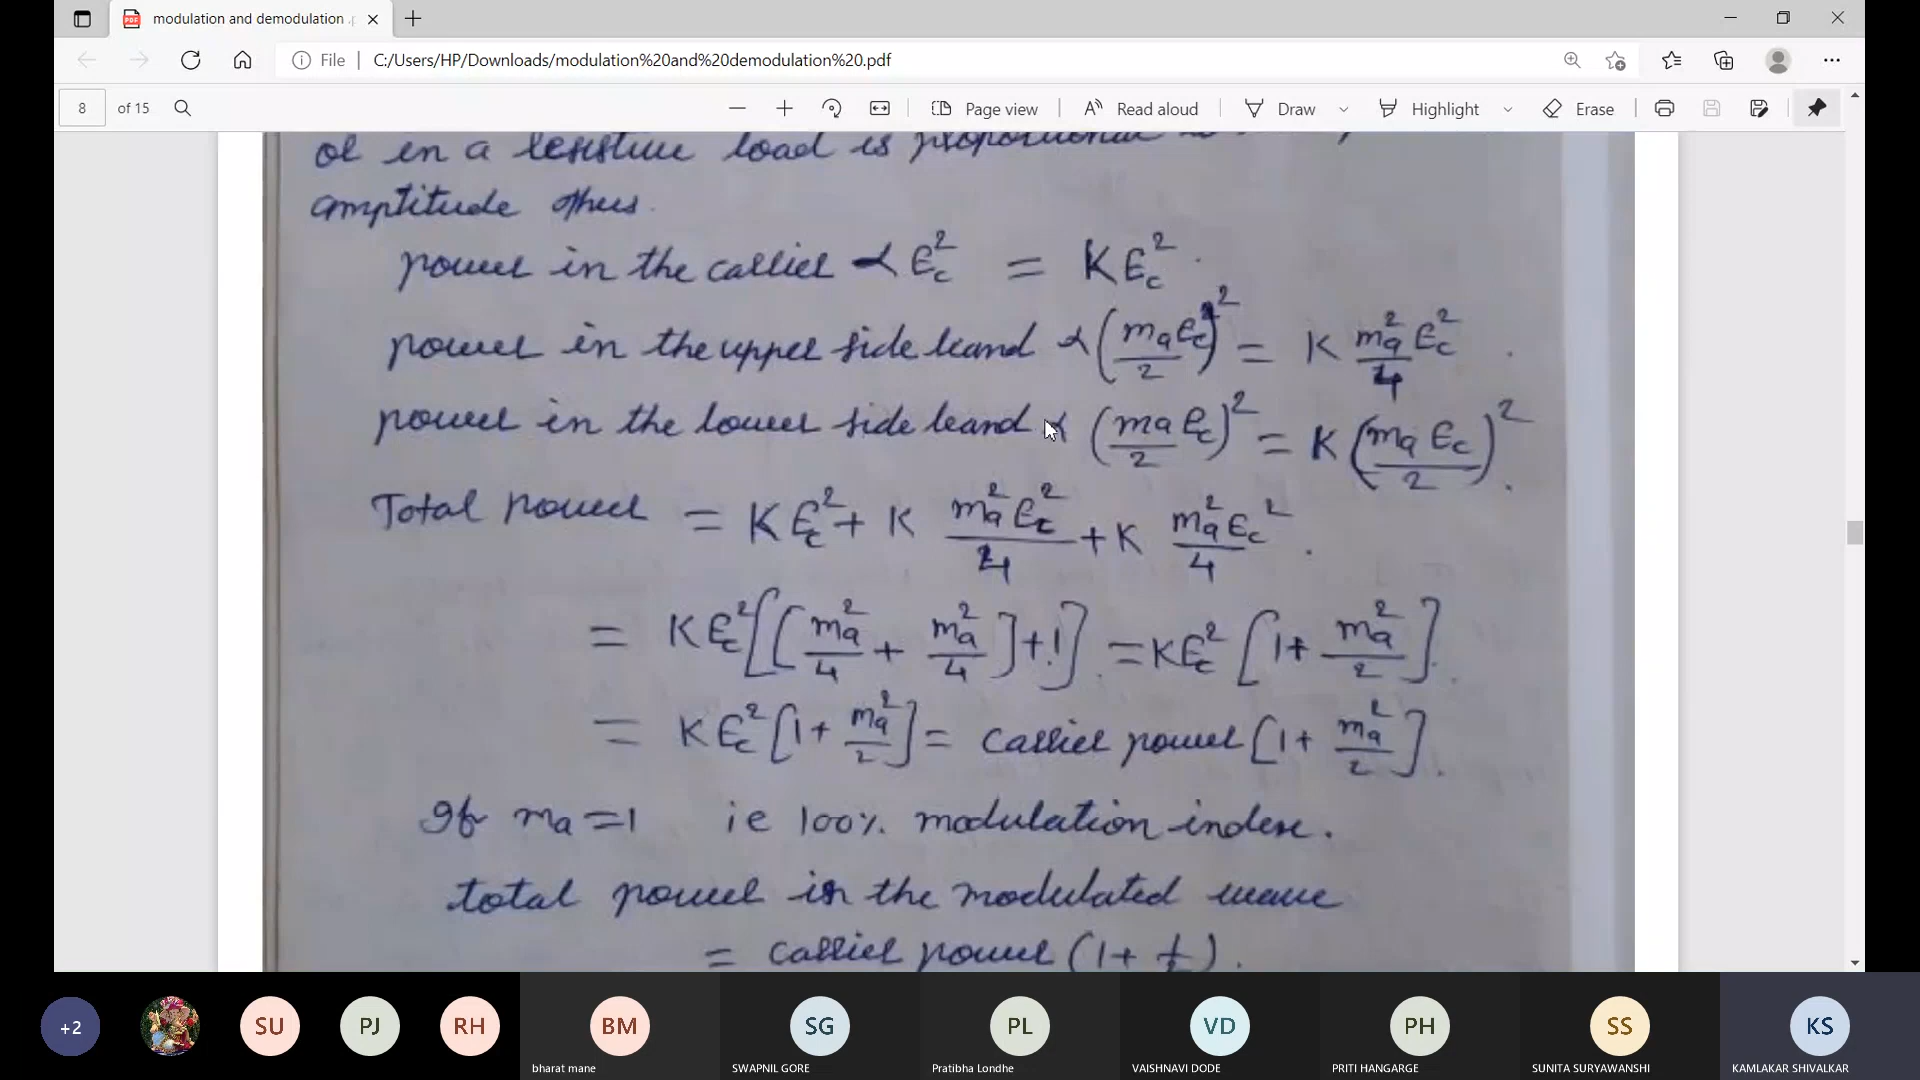 modulation and demodulation .p
File C:/Users/HP/Downloads/modulation%20and%20demodulation%20.pdf
8 of 15 Page view Read aloud Draw Highlight Erase
or in a resistive load is proportional
amptitude thus.
power in the carrier ∝ Ec² = KEc².
power in the upper side band ∝ (maEc/2)² = K ma²Ec²/4.
power in the lower side band ∝ (maEc/2)² = K (maEc/2)².
Total power = KEc² + K ma²Ec²/4 + K ma²Ec²/4.
= KEc² [[ma²/4 + ma²/4] + 1]. = KEc² [1 + ma²/2].
= KEc² [1 + ma²/2] = carrier power [1 + ma²/2].
If ma = 1 ie 100% modulation index.
total power in the modulated wave
= carrier power (1 + 1/2).
+2 SU PJ RH BM SG PL VD PH SS KS
bharat mane SWAPNIL GORE Pratibha Londhe VAISHNAVI DODE PRITI HANGARGE SUNITA SURYAWANSHI KAMLAKAR SHIVALKAR